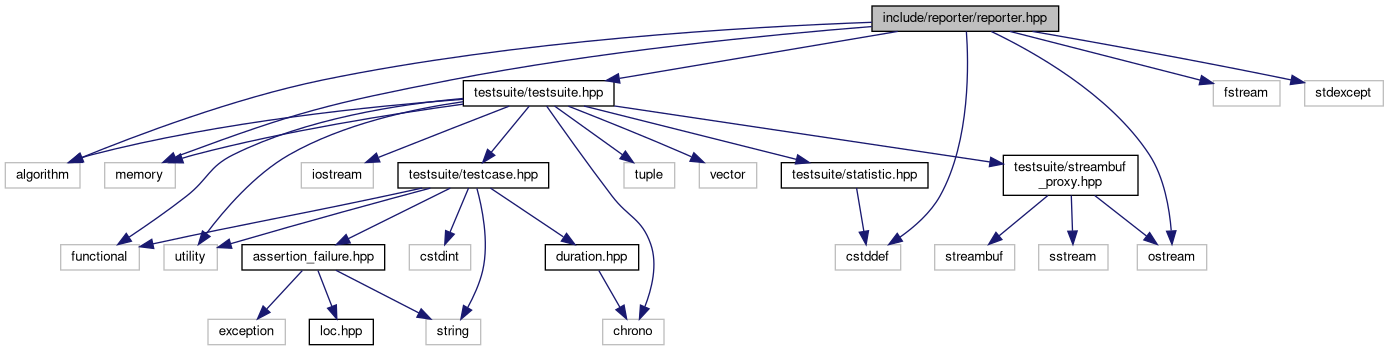 include/reporter/reporter.hpp
testsuite/testsuite.hpp
fstream
stdexcept
algorithm
memory
iostream
testsuite/testcase.hpp
tuple
vector
testsuite/statistic.hpp
testsuite/streambuf
_proxy.hpp
functional
utility
assertion_failure.hpp
cstdint
duration.hpp
cstddef
streambuf
sstream
ostream
exception
loc.hpp
string
chrono